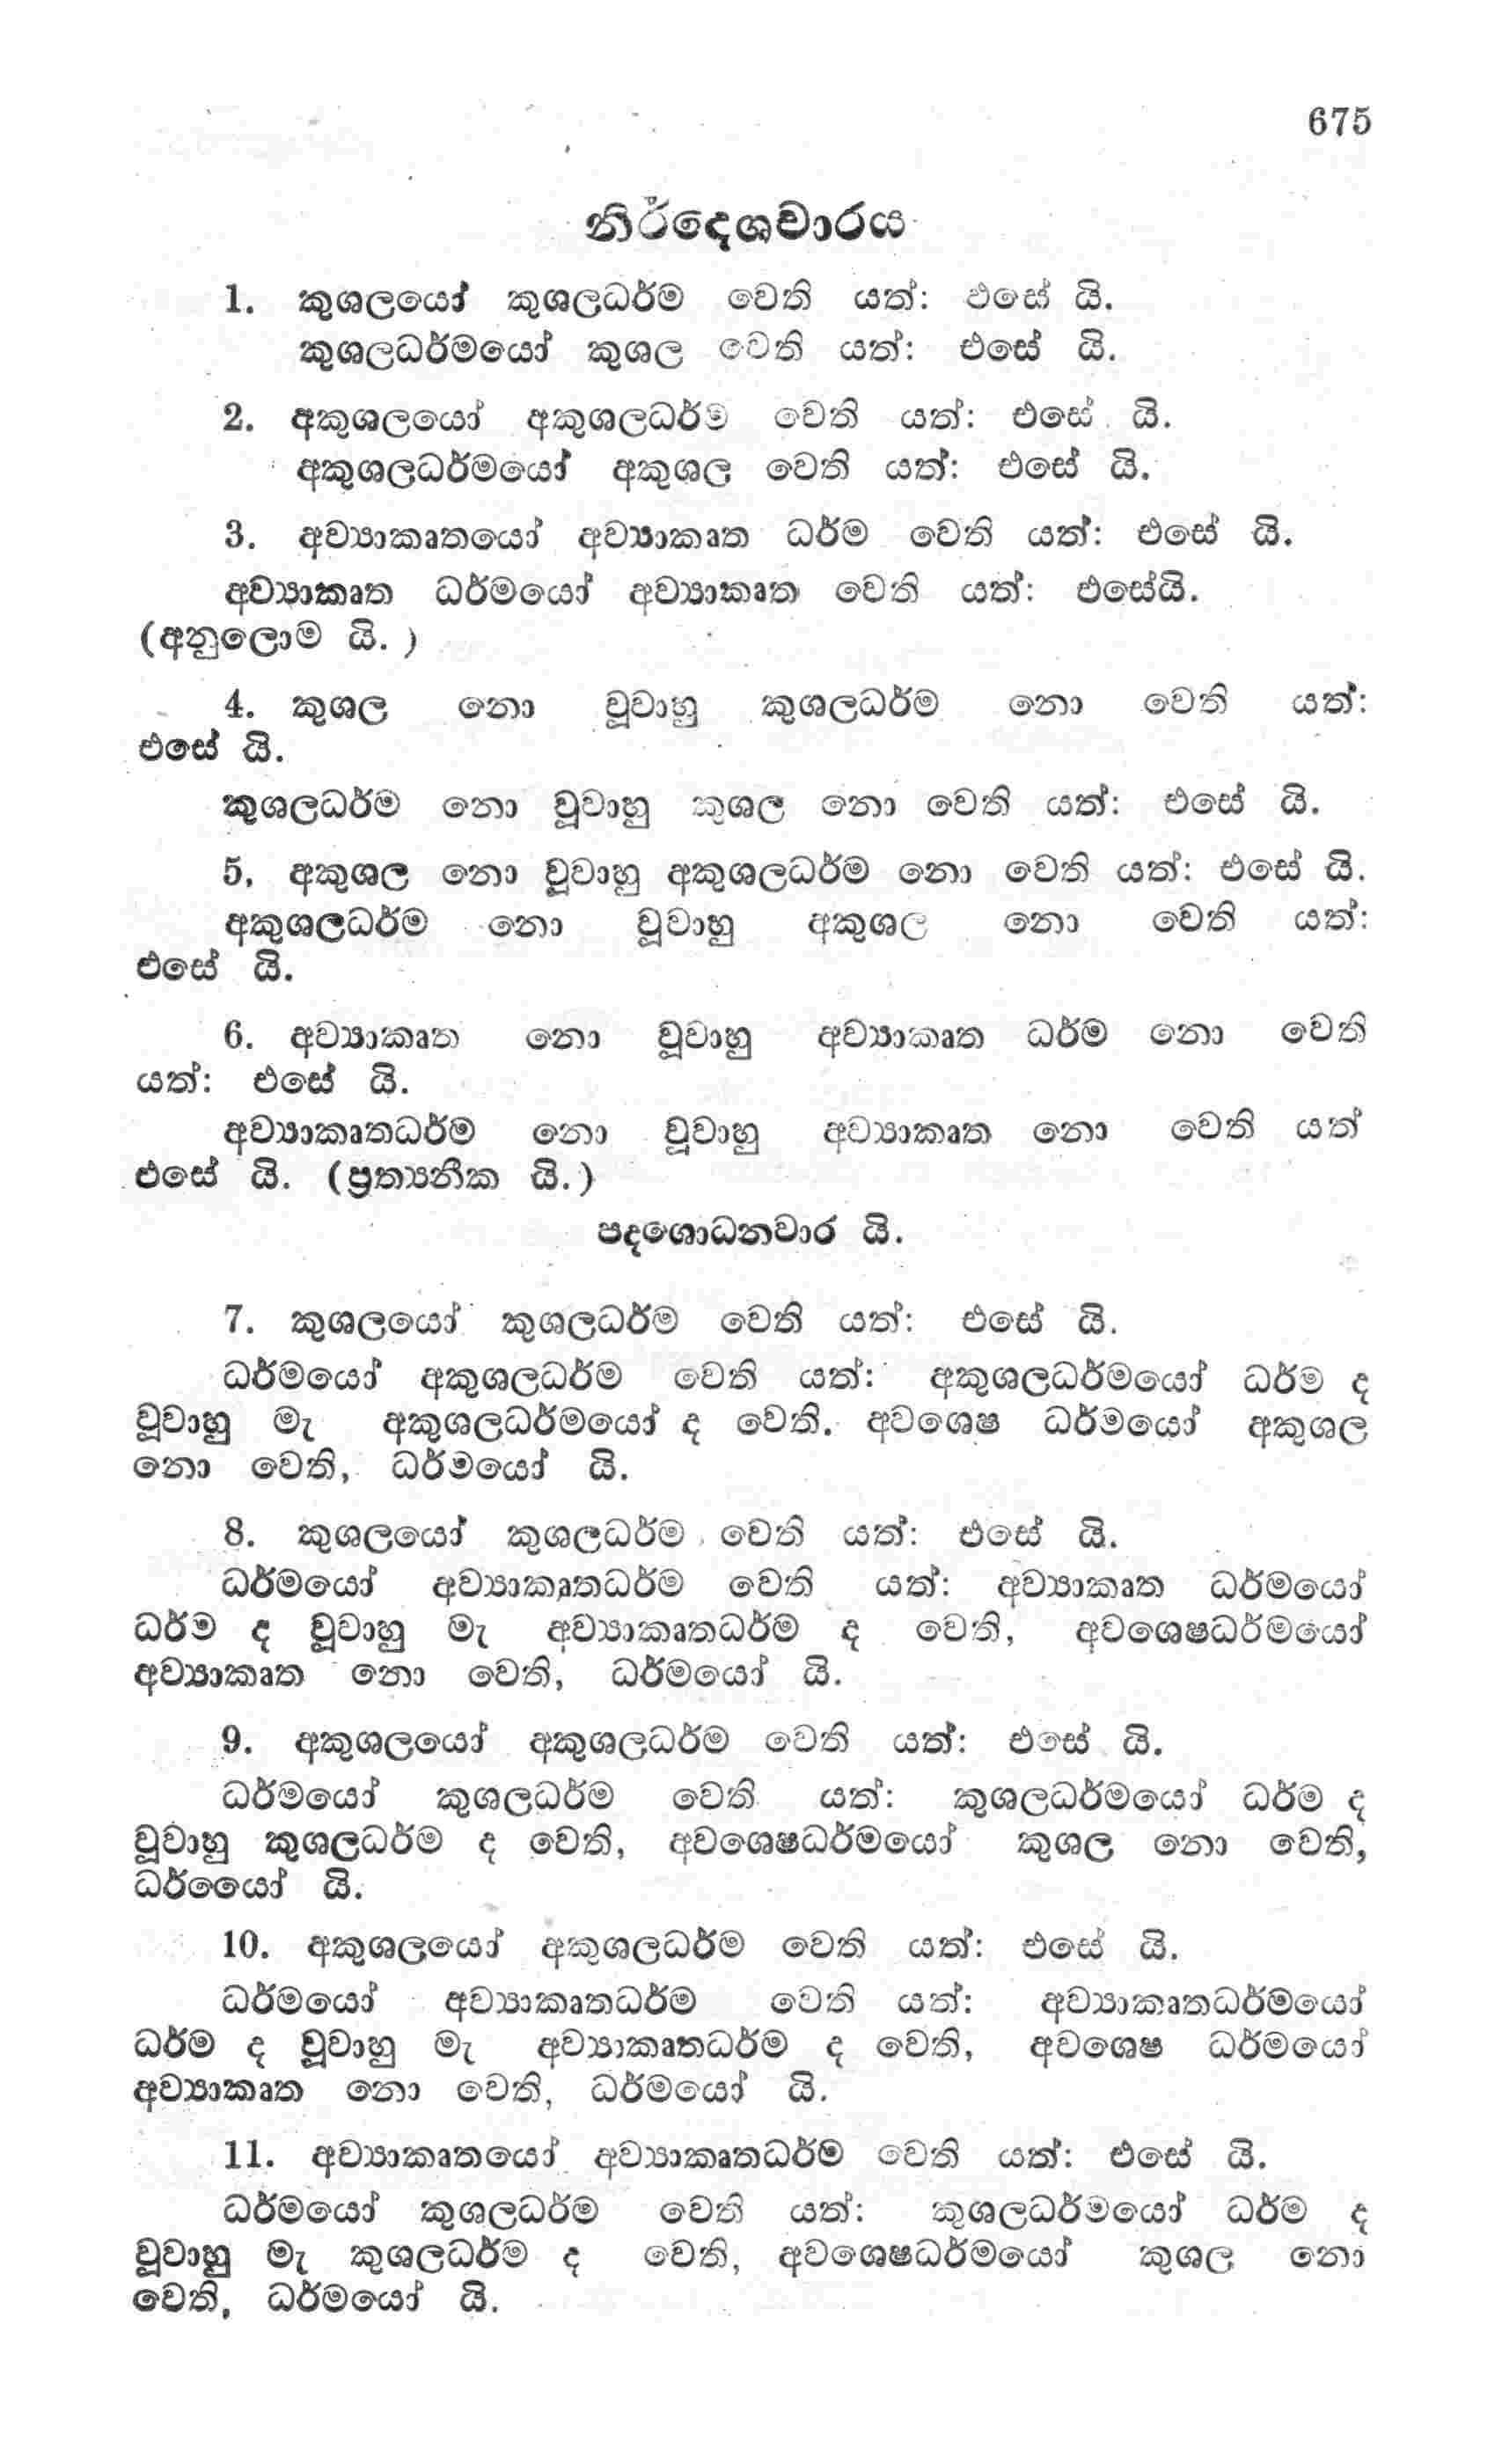 675
නිර්දෙශවාරය
1. කුශලයෝ කුශලධර්ම වෙති යත්: එසේ යි.
කුශලධර්මයෝ කුශල වෙති යත්: එසේ යි.
2. අකුශලයෝ අකුශලධර්ම වෙති යත්: එසේ යි.
අකුශලධර්මයෝ අකුශල වෙති යත්: එසේ යි.
3. අව්‍යාකෘතයෝ අව්‍යාකෘත ධර්ම වෙති යත්: එසේ යි.
අව්‍යාකෘත ධර්මයෝ අව්‍යාකෘත වෙති යත්: එසේයි.
(අනුලොම යි. )
4. කුශල නො වූවාහු කුශලධර්ම නො වෙති යත්:
එසේ යි.
කුශලධර්ම නො වූවාහු කුශල නො වෙති යත්: එසේ යි.
5, අකුශල නො වූවාහු අකුශලධර්ම නො වෙති යත්: එසේ යි.
අකුශලධර්ම නො වූවාහු අකුශල නො වෙති යත්:
එසේ යි.
6. අව්‍යාකෘත නො වූවාහු අව්‍යාකෘත ධර්ම නො වෙති
යත්: එසේ යි.
අව්‍යාකෘතධර්ම නො වූවාහු අව්‍යාකෘත නො වෙති යත්
එසේ යි. (ප්‍රත්‍යනීක යි.)
පදශොධනවාර යි.
7. කුශලයෝ කුශලධර්ම වෙති යත්: එසේ යි.
ධර්මයෝ අකුශලධර්ම වෙති යත්: අකුශලධර්මයෝ ධර්ම ද
වූවාහු මැ අකුශලධර්මයෝ ද වෙති. අවශෙෂ ධර්මයෝ අකුශල
නො වෙති, ධර්මයෝ යි.
8. කුශලයෝ කුශලධර්ම වෙති යත්: එසේ යි.
ධර්මයෝ අව්‍යාකෘතධර්ම වෙති යත්: අව්‍යාකෘත ධර්මයෝ
ධර්ම ද වූවාහු මැ අව්‍යාකෘතධර්ම ද වෙති, අවශෙෂධර්මයෝ
අව්‍යාකෘත නො වෙති, ධර්මයෝ යි.
9. අකුශලයෝ අකුශලධර්ම වෙති යත්: එසේ යි.
ධර්මයෝ කුශලධර්ම වෙති යත්: කුශලධර්මයෝ ධර්ම ද
වූවාහු කුශලධර්ම ද වෙති, අවශෙෂධර්මයෝ කුශල නො වෙති,
ධර්යෝ යි.
10. අකුශලයෝ අකුශලධර්ම වෙති යත්: එසේ යි.
ධර්මයෝ අව්‍යාකෘතධර්ම වෙති යත්: අව්‍යාකෘතධර්මයෝ
ධර්ම ද වූවාහු මැ අව්‍යාකෘතධර්ම ද වෙති, අවශෙෂ ධර්මයෝ
අව්‍යාකෘත නො වෙති, ධර්මයෝ යි.
11. අව්‍යාකෘතයෝ අව්‍යාකෘතධර්ම වෙති යත්: එසේ යි.
ධර්මයෝ කුශලධර්ම වෙති යත්: කුශලධර්මයෝ ධර්ම ද
වූවාහු මැ කුශලධර්ම ද වෙති, අවශෙෂධර්මයෝ කුශල නො
වෙති, ධර්මයෝ යි.